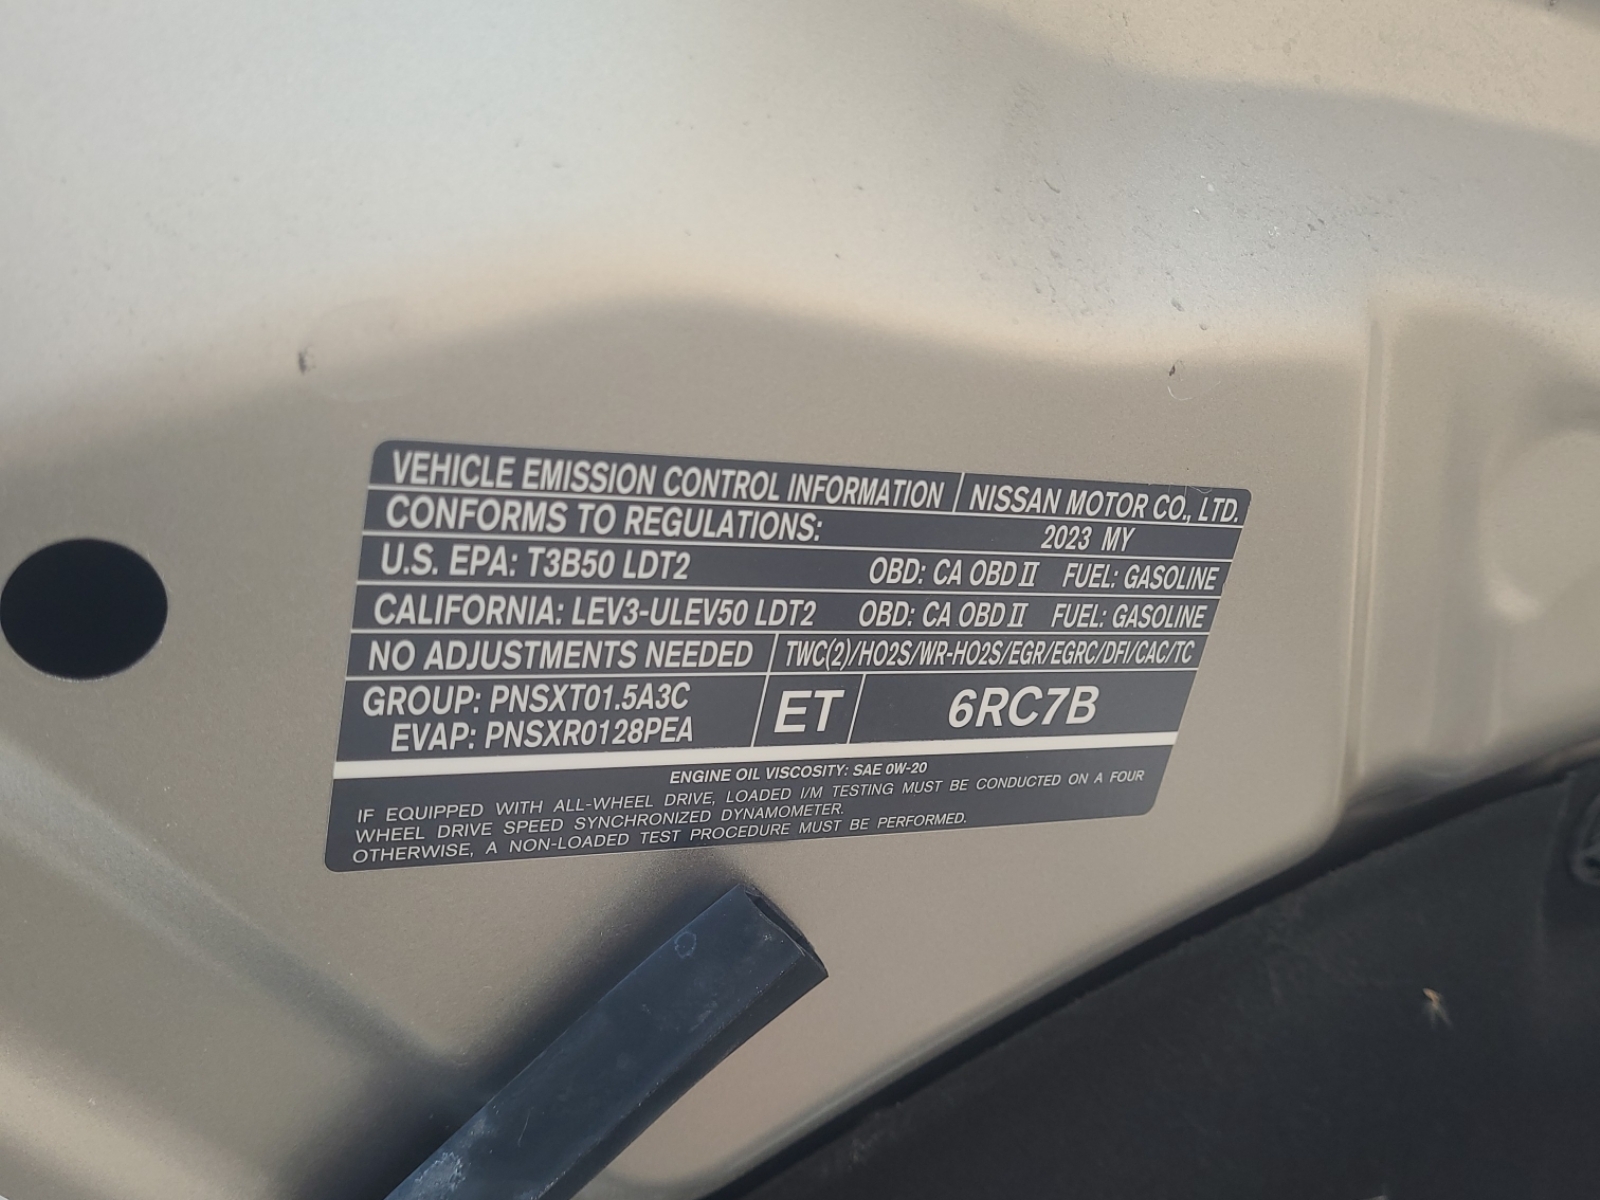 VEHICLE EMISSION CONTROL INFORMATION NISSAN MOTOR CO., LTD.
CONFORMS TO REGULATIONS: 2023 MY
U.S. EPA: T3B50 LDT2 OBD: CA OBD II FUEL: GASOLINE
CALIFORNIA: LEV3-ULEV50 LDT2 OBD: CA OBD II FUEL: GASOLINE
NO ADJUSTMENTS NEEDED TWC(2)/HO2S/WR-HO2S/EGR/EGRC/DFI/CAC/TC
GROUP: PNSXT01.5A3C
EVAP: PNSXR0128PEA
ET 6RC7B
ENGINE OIL VISCOSITY: SAE 0W-20
IF EQUIPPED WITH ALL-WHEEL DRIVE, LOADED I/M TESTING MUST BE CONDUCTED ON A FOUR
WHEEL DRIVE SPEED SYNCHRONIZED DYNAMOMETER.
OTHERWISE, A NON-LOADED TEST PROCEDURE MUST BE PERFORMED.